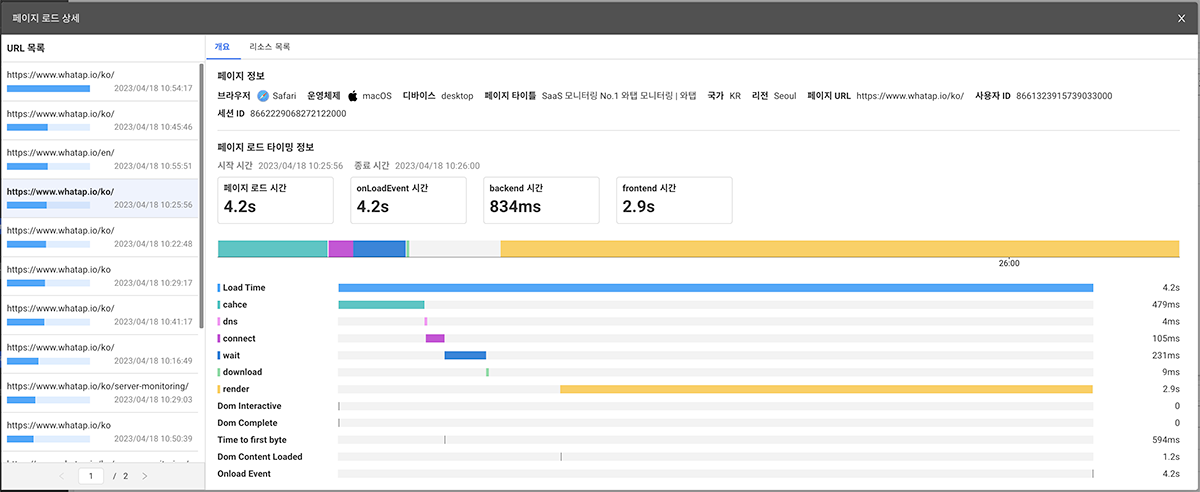 페이지 로드 상세
URL 목록
https://www.whatap.io/ko/
2023/04/18 10:54:17
https://www.whatap.io/ko/
2023/04/18 10:45:46
https://www.whatap.io/en/
2023/04/18 10:55:51
https://www.whatap.io/ko/
2023/04/18 10:25:56
https://www.whatap.io/ko/
2023/04/18 10:22:48
https://www.whatap.io/ko
2023/04/18 10:29:17
https://www.whatap.io/ko/
2023/04/18 10:41:17
https://www.whatap.io/ko/
2023/04/18 10:16:49
https://www.whatap.io/ko/server-monitoring/
2023/04/18 10:29:03
https://www.whatap.io/ko
2023/04/18 10:50:39
1 / 2
개요 리소스 목록
페이지 정보
브라우저 Safari 운영체제 macOS 디바이스 desktop 페이지 타이틀 SaaS 모니터링 No.1 와탭 모니터링 | 와탭 국가 KR 리전 Seoul 페이지 URL https://www.whatap.io/ko/ 사용자 ID 8661323915739033000
세션 ID 8662229068272122000
페이지 로드 타이밍 정보
시작 시간 2023/04/18 10:25:56 종료 시간 2023/04/18 10:26:00
페이지 로드 시간 onLoadEvent 시간 backend 시간 frontend 시간
4.2s 4.2s 834ms 2.9s
26:00
Load Time 4.2s
cahce 479ms
dns 4ms
connect 105ms
wait 231ms
download 9ms
render 2.9s
Dom Interactive 0
Dom Complete 0
Time to first byte 594ms
Dom Content Loaded 1.2s
Onload Event 4.2s